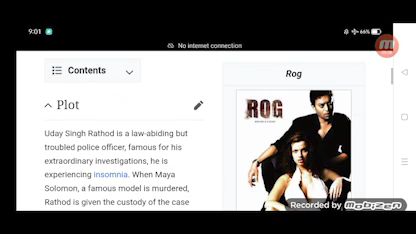 9:01
66%
No internet connection
Contents
Rog
Plot
ROG
Uday Singh Rathod is a law-abiding but
troubled police officer, famous for his
extraordinary investigations, he is
experiencing insomnia. When Maya
Solomon, a famous model is murdered,
Rathod is given the custody of the case
Recorded by mobizen